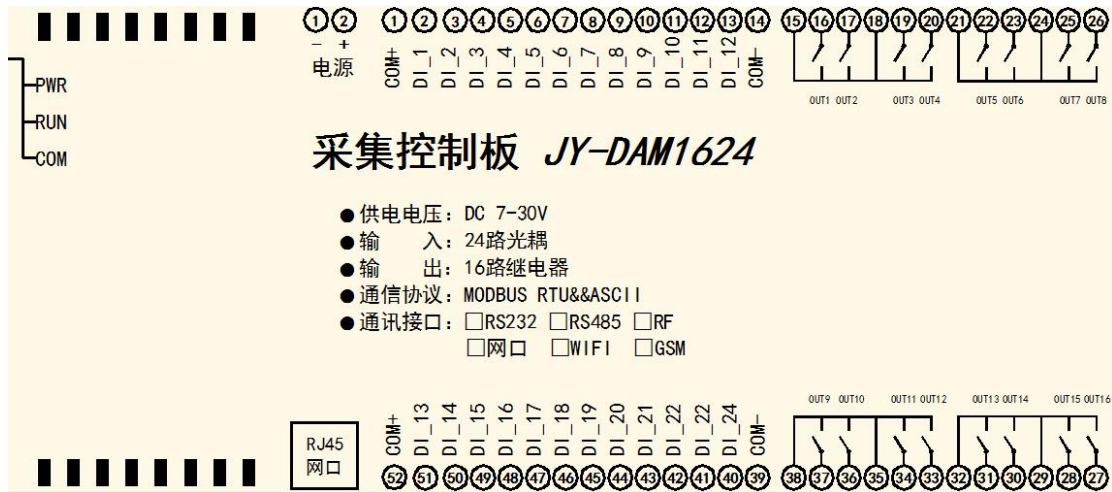 1 2 1 2 3 4 5 6 7 8 9 10 11 12 13 14 15 16 17 18 19 20 21 22 23 24 25 26
- +
电源
COM+ DI_1 DI_2 DI_3 DI_4 DI_5 DI_6 DI_7 DI_8 DI_9 DI_10 DI_11 DI_12 COM-
OUT1 OUT2 OUT3 OUT4 OUT5 OUT6 OUT7 OUT8
PWR
RUN
COM
采集控制板 JY-DAM1624
●供电电压：DC 7-30V
●输 入：24路光耦
●输 出：16路继电器
●通信协议：MODBUS RTU&&ASCII
●通讯接口：□RS232 □RS485 □RF
□网口 □WIFI □GSM
OUT9 OUT10 OUT11 OUT12 OUT13 OUT14 OUT15 OUT16
COM+ DI_13 DI_14 DI_15 DI_16 DI_17 DI_18 DI_19 DI_20 DI_21 DI_22 DI_22 DI_24 COM-
RJ45
网口
52 51 50 49 48 47 46 45 44 43 42 41 40 39 38 37 36 35 34 33 32 31 30 29 28 27